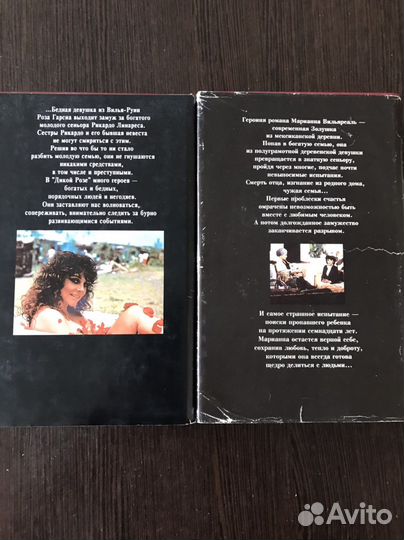 ...Бедная девушка из Вилья-Руин
Роза Гарсиа выходит замуж за богатого
молодого сеньора Рикардо Линареса.
Сестры Рикардо и его бывшая невеста
не могут смириться с этим.
Решив во что бы то ни стало
разбить молодую семью, они не гнушаются
никакими средствами,
в том числе и преступными.
В "Дикой Розе" много героев —
богатых и бедных,
порядочных людей и негодяев.
Они заставляют нас волноваться,
сопереживать, внимательно следить за бурно
развивающимися событиями.
Героиня романа Марианна Вильяреаль —
современная Золушка
из мексиканской деревни.
Попав в богатую семью, она
из полуграмотной деревенской девушки
превращается в знатную сеньору,
пройдя через многие, подчас почти
невыносимые испытания.
Смерть отца, изгнание из родного дома,
чужая семья...
Первые проблески счастья
омрачены невозможностью быть
вместе с любимым человеком.
А потом долгожданное замужество
заканчивается разрывом.
И самое странное испытание —
поиски пропавшего ребенка
на протяжении семнадцати лет.
Марианна остается верной себе,
сохранив любовь, тепло и доброту,
которыми она всегда готова
щедро делиться с людьми...
Avito